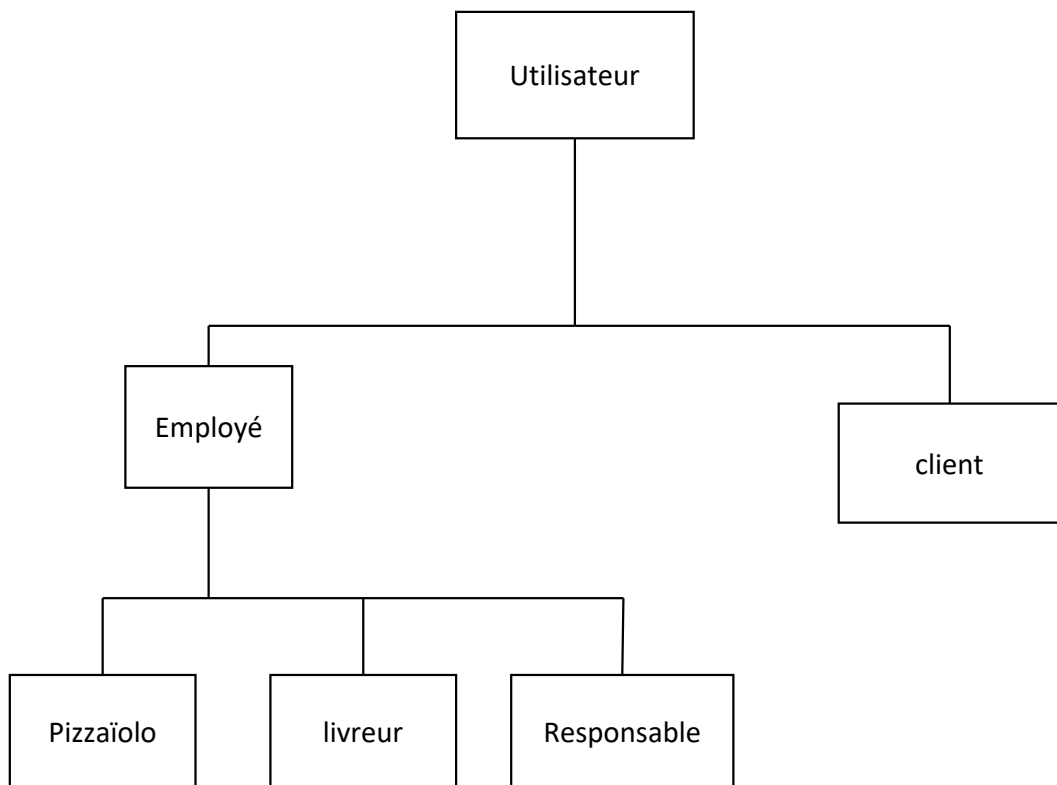 Utilisateur
Employé
client
Pizzaïolo
livreur
Responsable